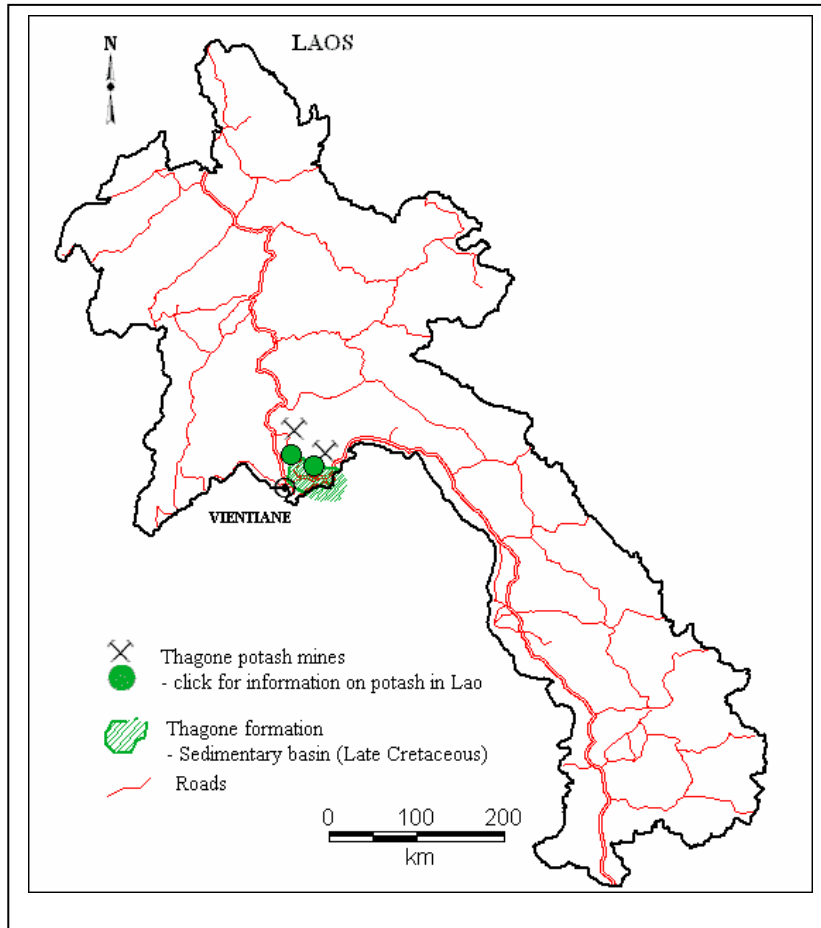 LAOS
N
VIENTIANE
Thagone potash mines
- click for information on potash in Lao
Thagone formation
- Sedimentary basin (Late Cretaceous)
Roads
0 100 200
km